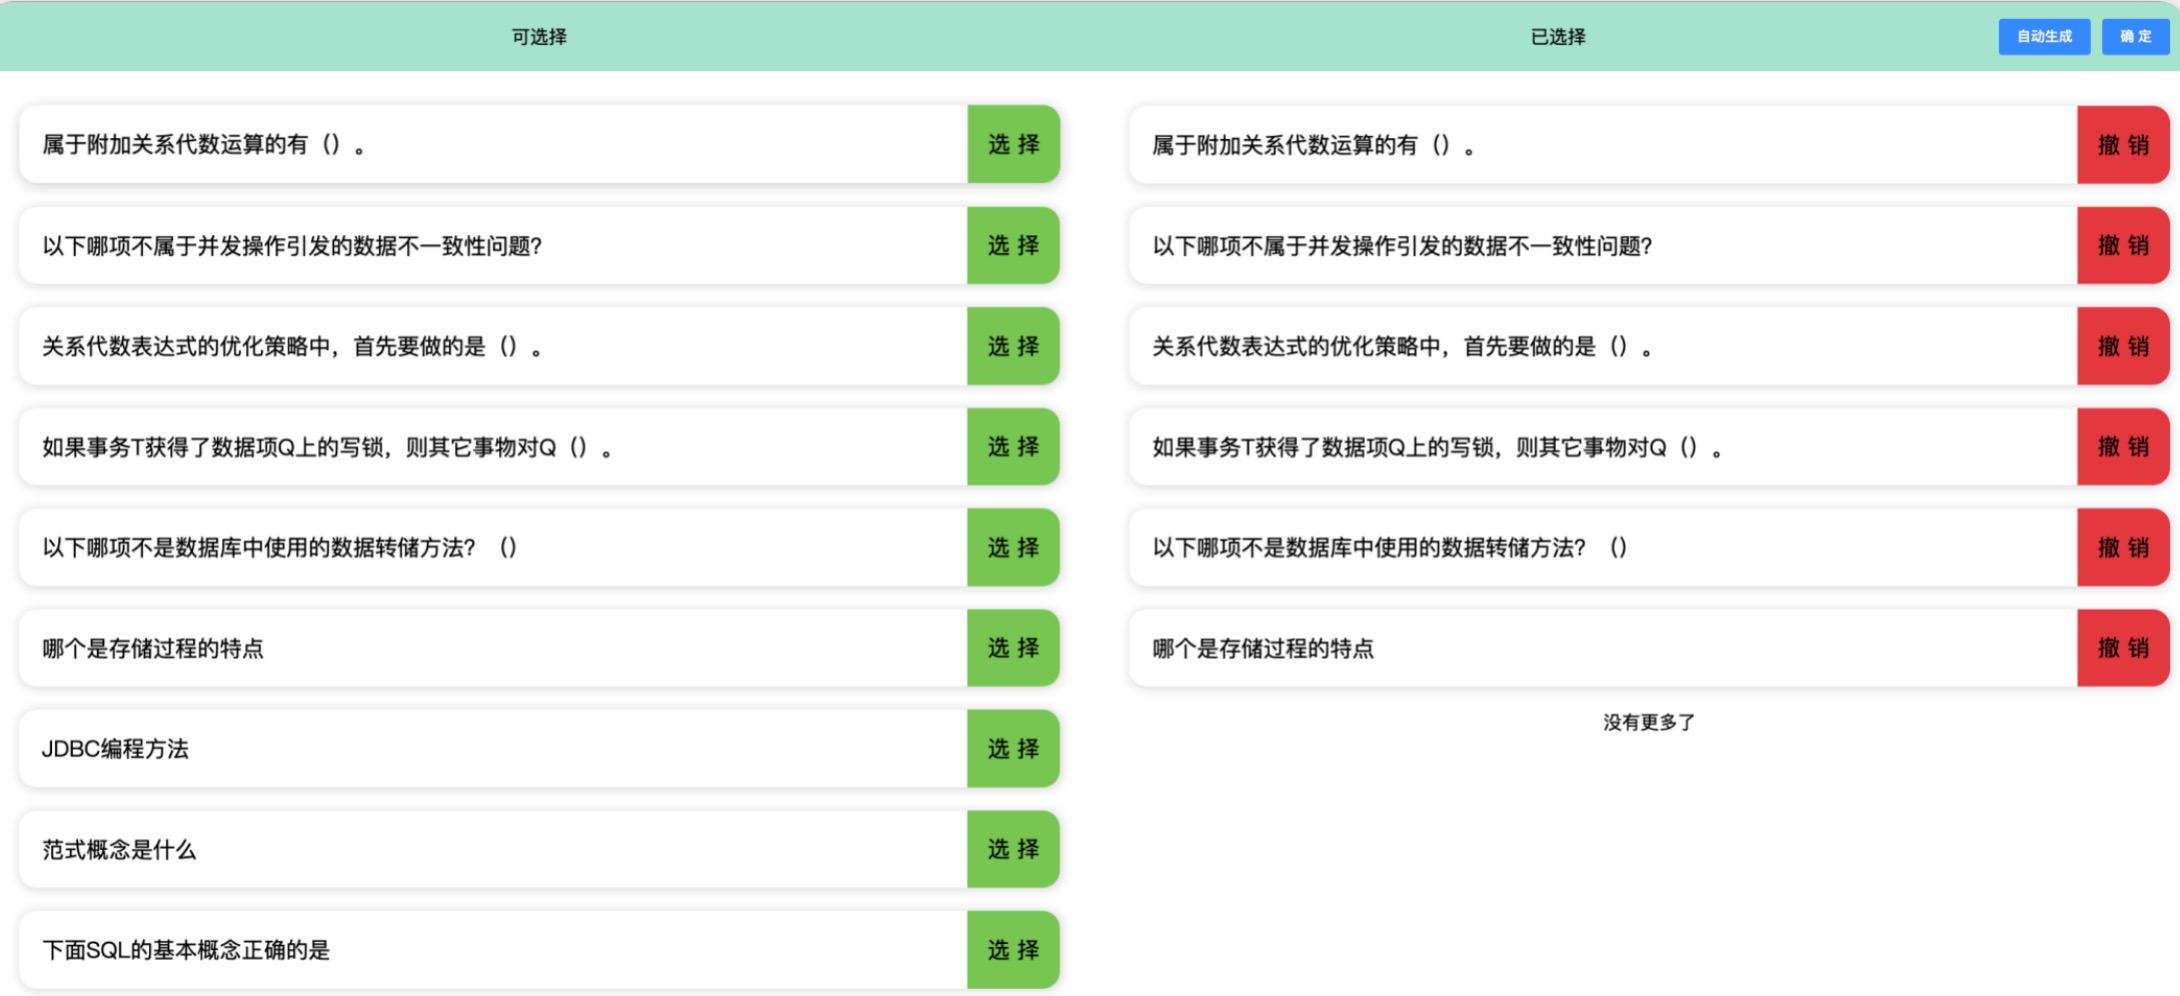 可选择
已选择
自动生成
确 定
属于附加关系代数运算的有（）。
选 择
以下哪项不属于并发操作引发的数据不一致性问题?
选 择
关系代数表达式的优化策略中，首先要做的是（）。
选 择
如果事务T获得了数据项Q上的写锁，则其它事物对Q（）。
选 择
以下哪项不是数据库中使用的数据转储方法? （）
选 择
哪个是存储过程的特点
选 择
JDBC编程方法
选 择
范式概念是什么
选 择
下面SQL的基本概念正确的是
选 择
属于附加关系代数运算的有（）。
撤 销
以下哪项不属于并发操作引发的数据不一致性问题?
撤 销
关系代数表达式的优化策略中，首先要做的是（）。
撤 销
如果事务T获得了数据项Q上的写锁，则其它事物对Q（）。
撤 销
以下哪项不是数据库中使用的数据转储方法? （）
撤 销
哪个是存储过程的特点
撤 销
没有更多了